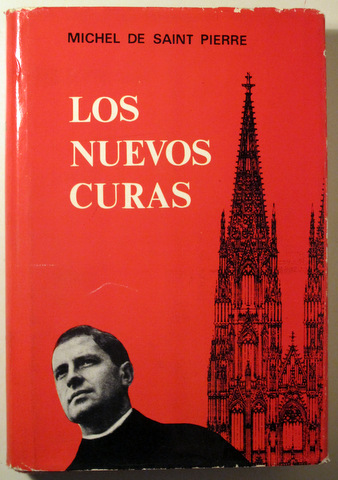 MICHEL DE SAINT PIERRE
LOS
NUEVOS
CURAS